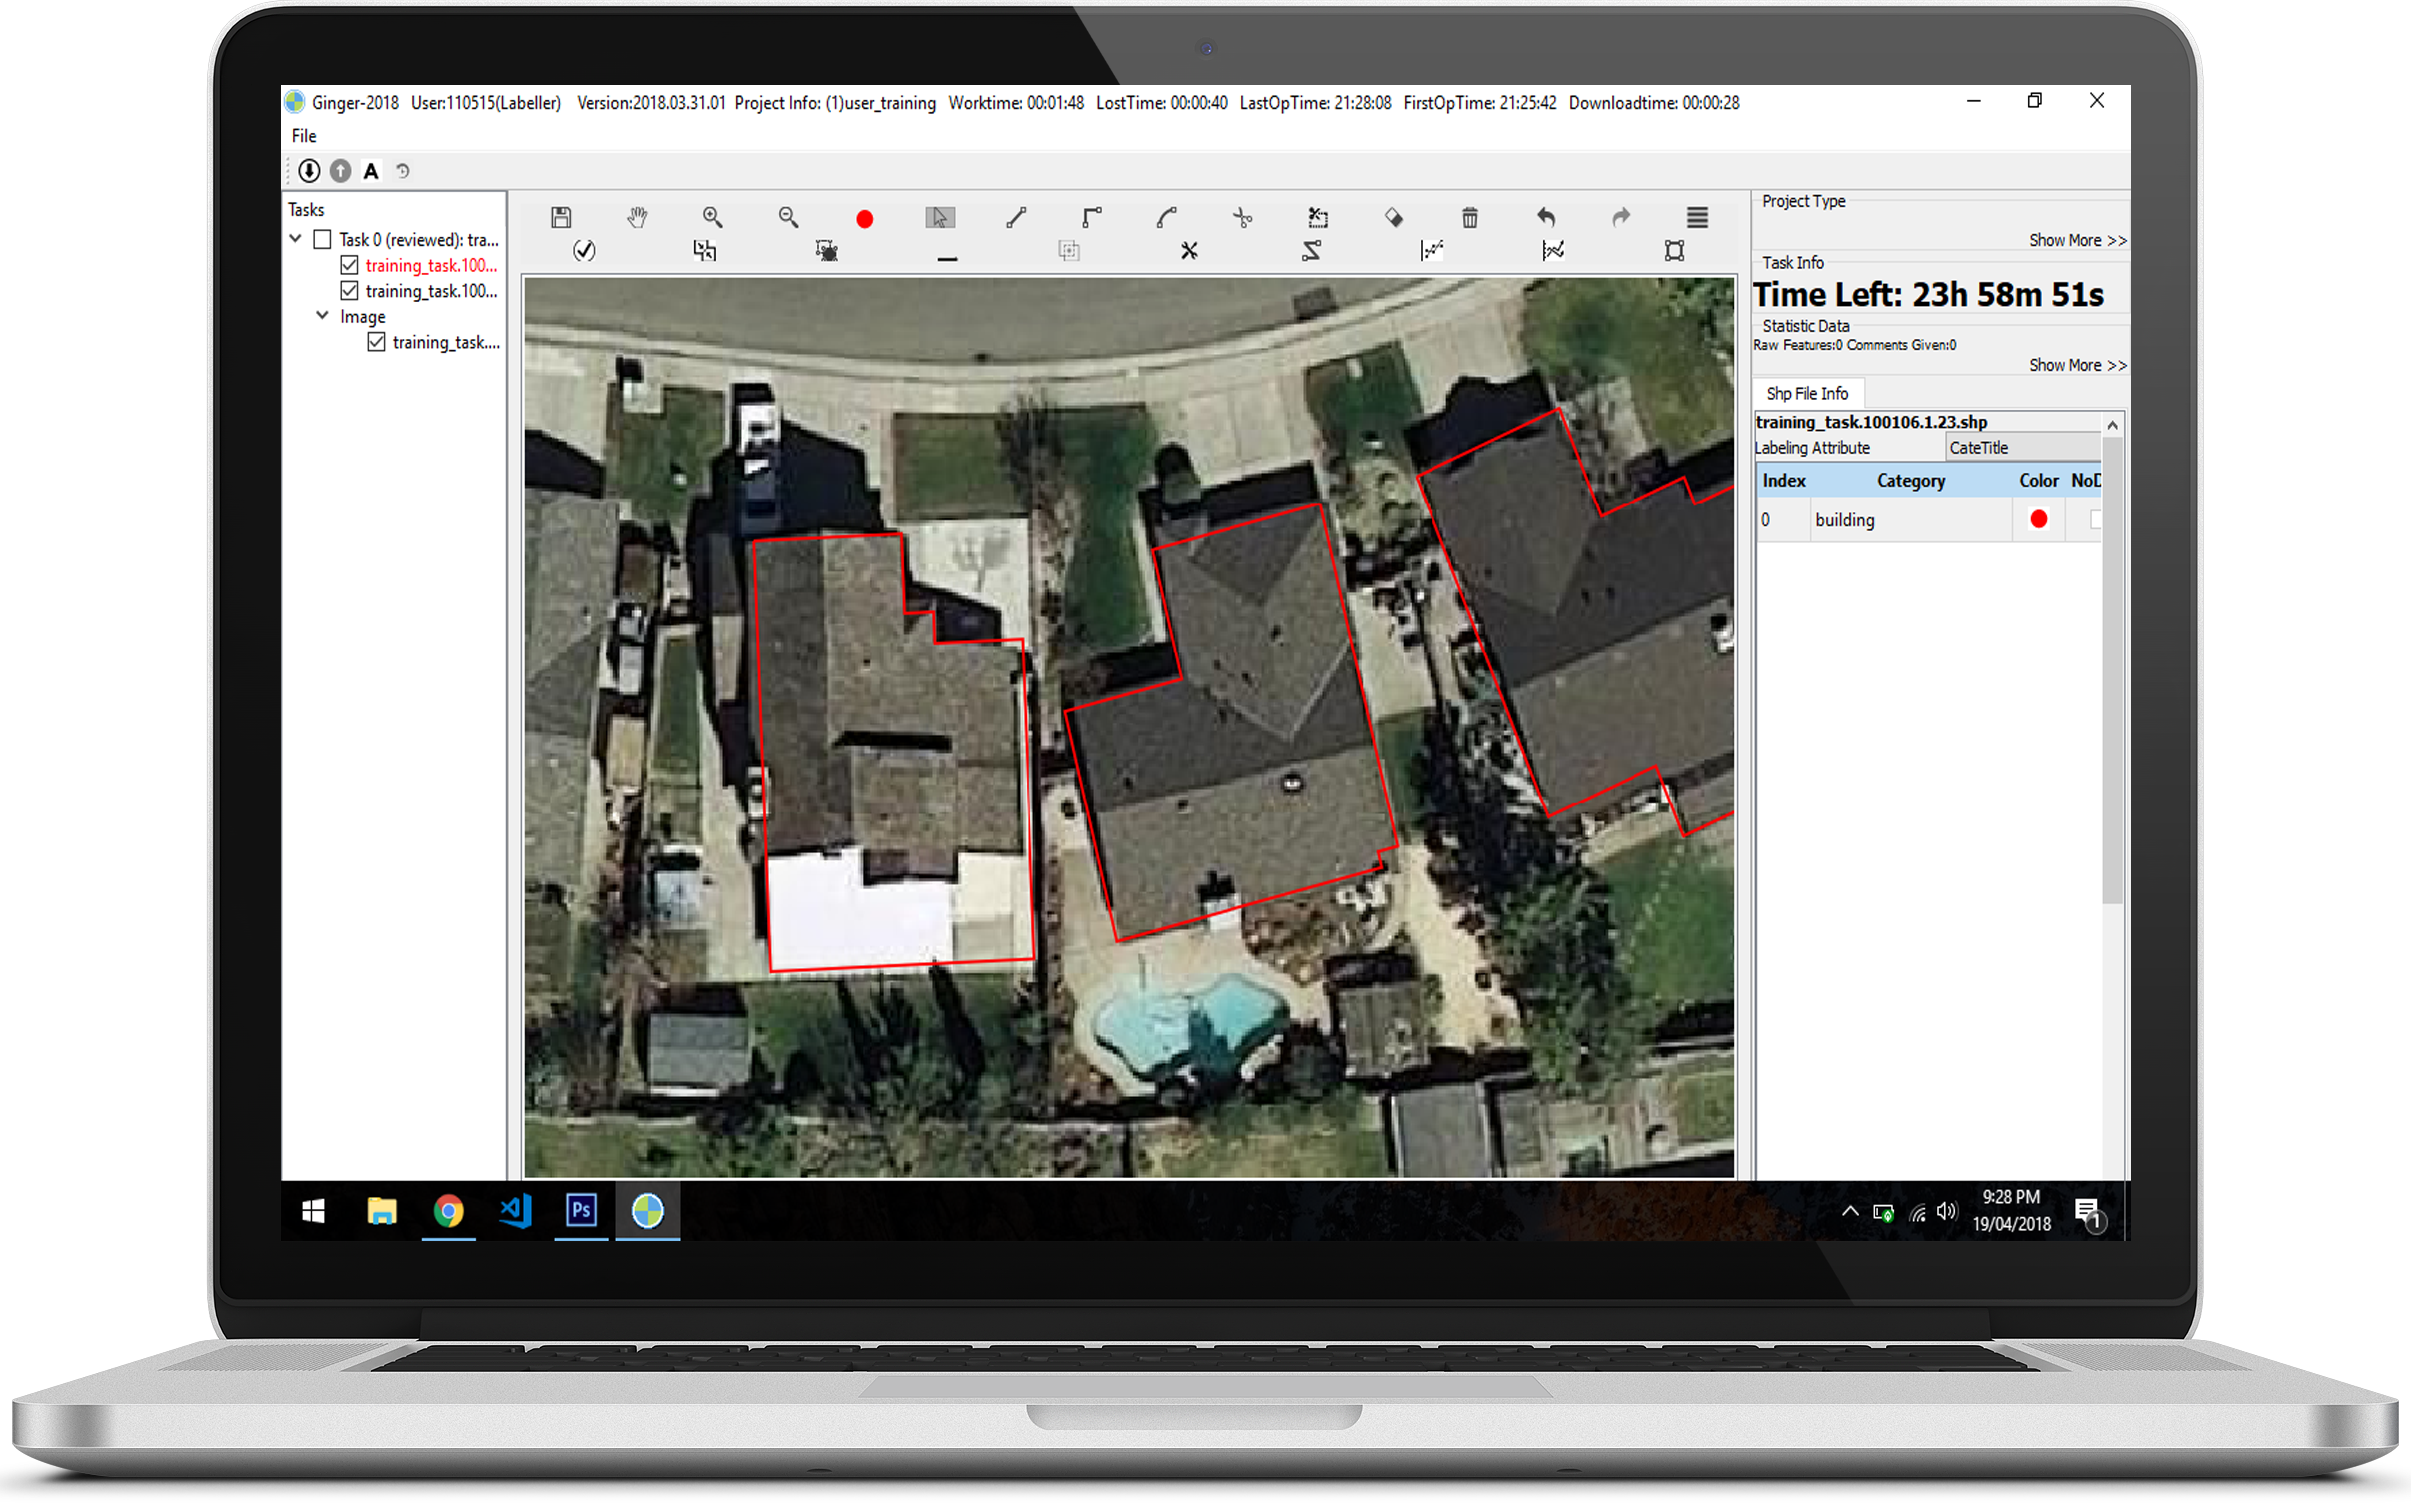 Ginger-2018 User:110515(Labeller) Version:2018.03.31.01 Project Info: (1)user_training Worktime: 00:01:48 LostTime: 00:00:40 LastOpTime: 21:28:08 FirstOpTime: 21:25:42 Downloadtime: 00:00:28
File
A
Tasks
Task 0 (reviewed): tra...
training_task.100...
training_task.100...
Image
training_task....
Project Type
Show More >>
Task Info
Time Left: 23h 58m 51s
Statistic Data
Raw Features:0 Comments Given:0
Show More >>
Shp File Info
training_task.100106.1.23.shp
Labeling Attribute CateTitle
Index Category Color NoD
0 building
Ps
9:28 PM
19/04/2018
1